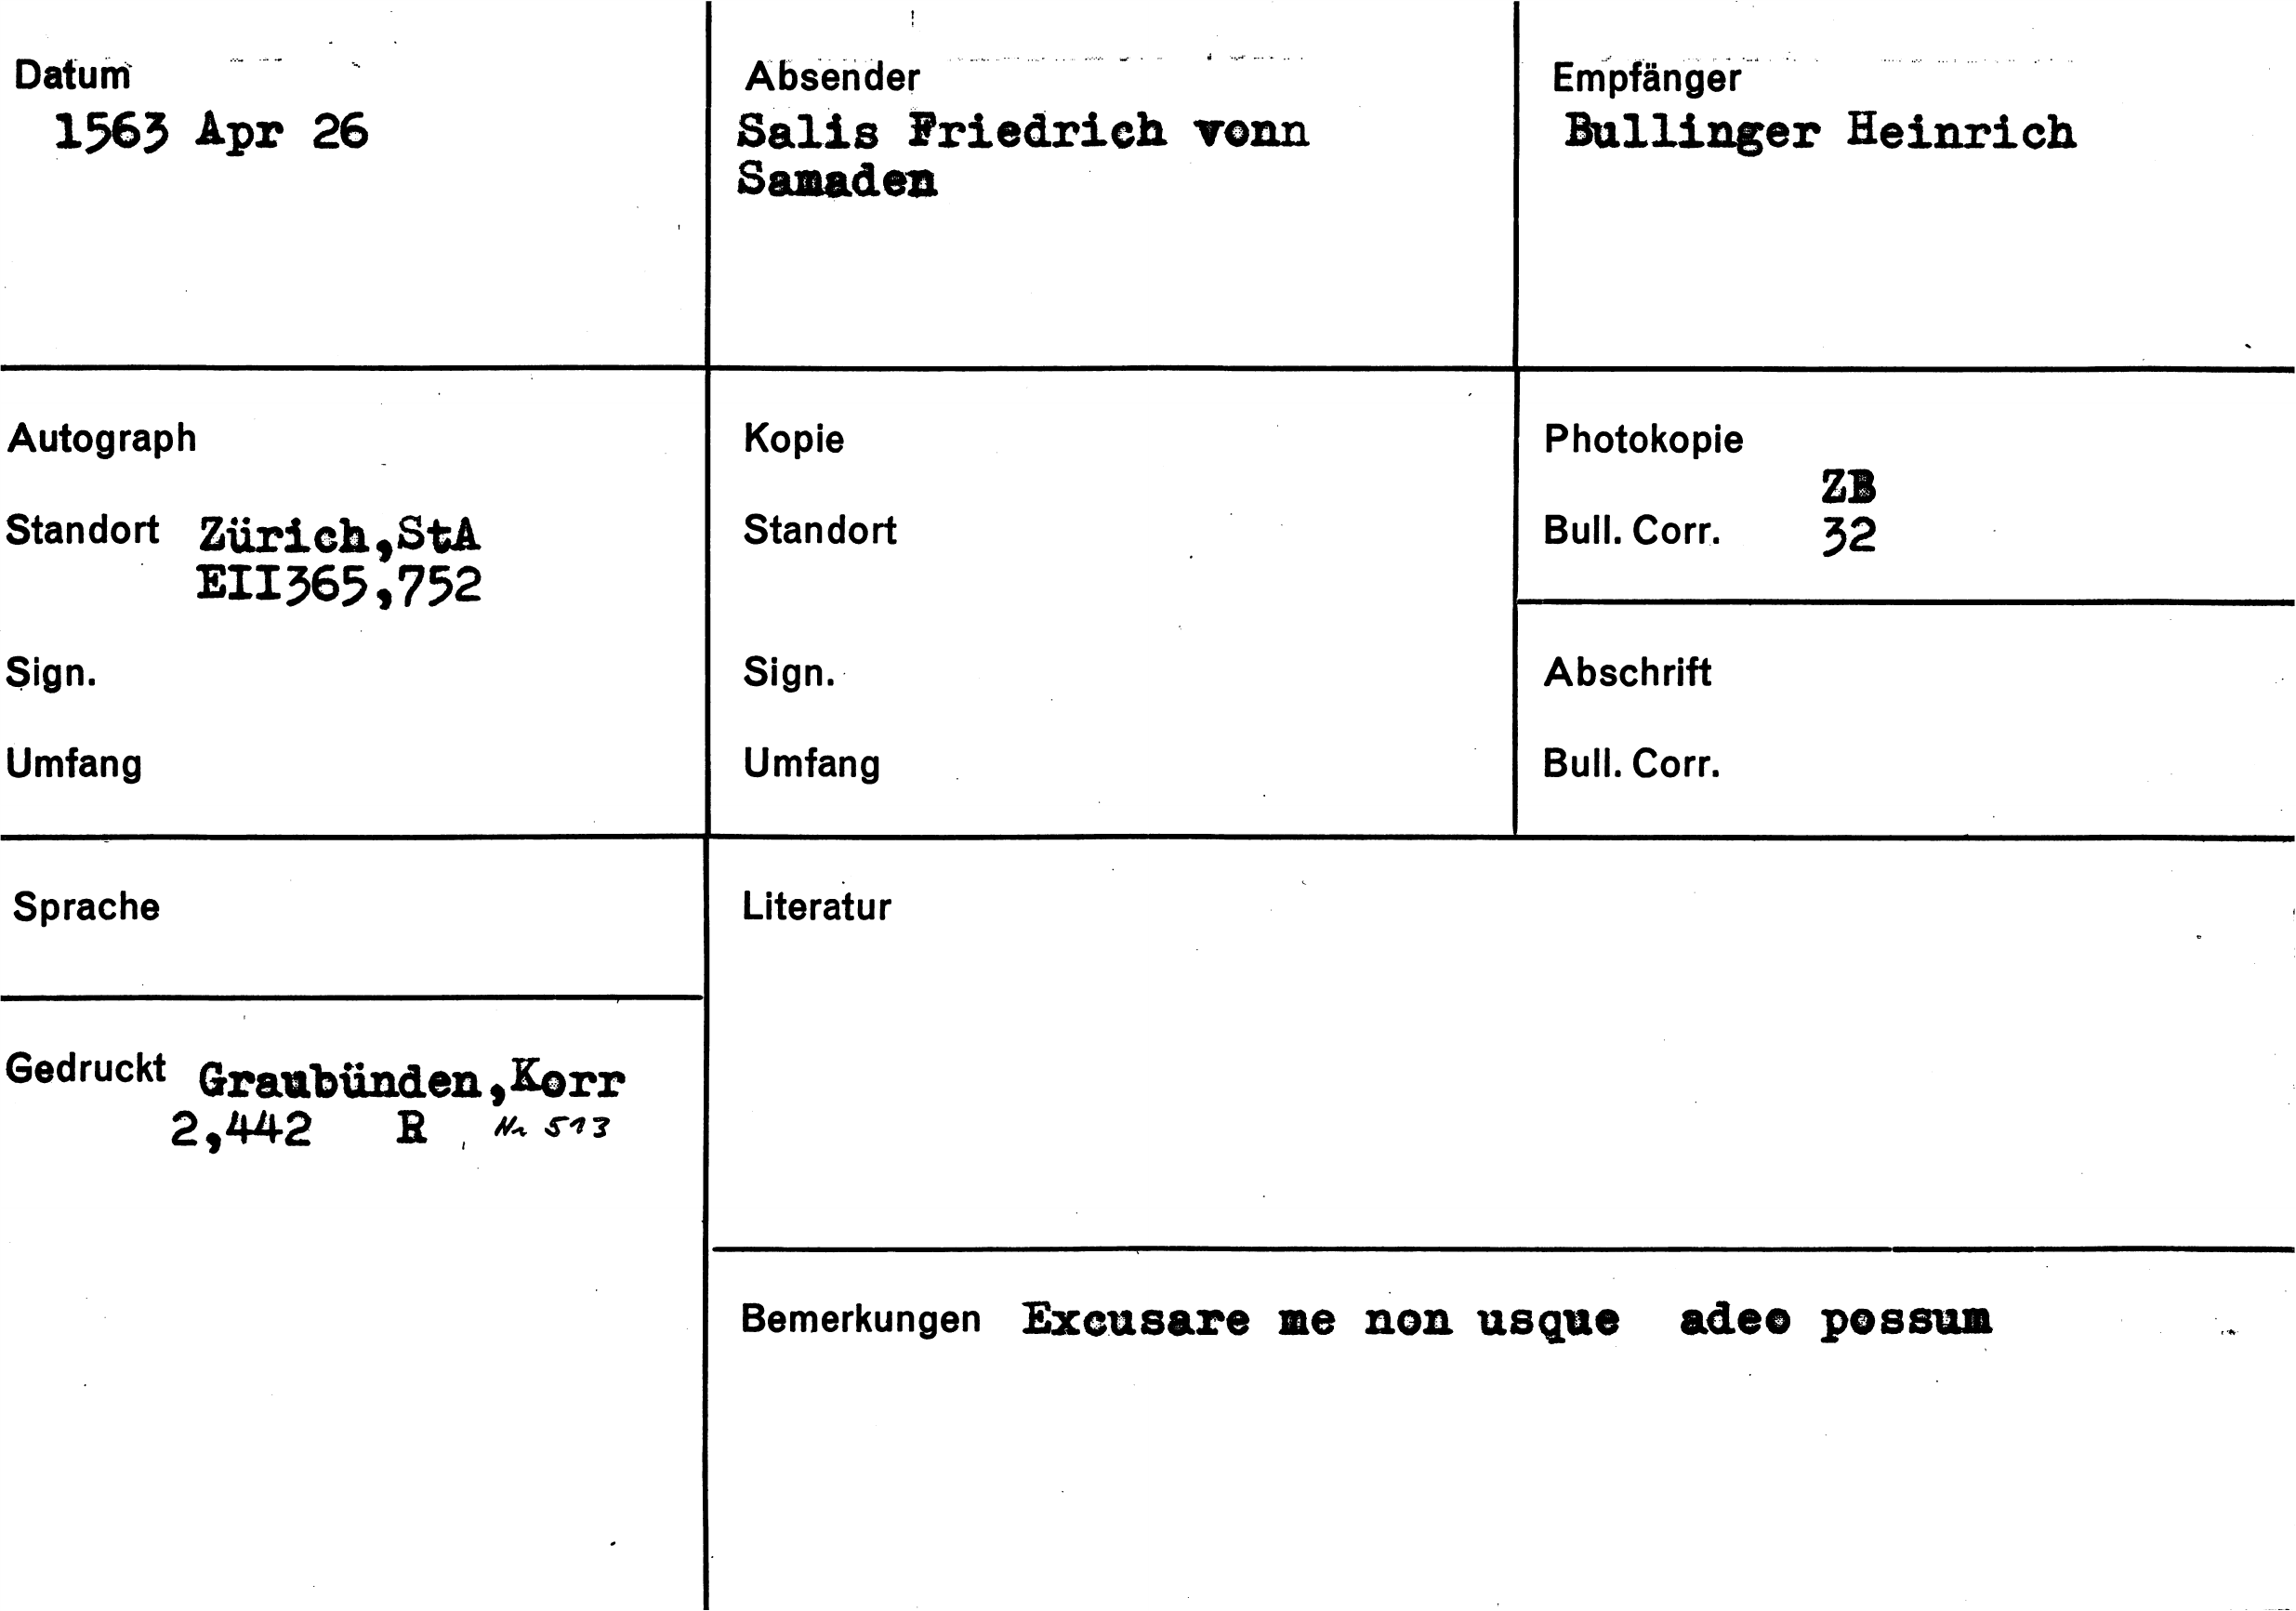 Datum
1563 Apr 26
Absender
Salis Friedrich vonn
Samaden
Empfänger
Bullinger Heinrich
Autograph
Standort Zürich,StA
EII365,752
Sign.
Umfang
Kopie
Standort
Sign.
Umfang
Photokopie
ZB
Bull. Corr. 32
Abschrift
Bull. Corr.
Sprache
Gedruckt Graubünden,Korr
2,442 R Nr 513
Literatur
Bemerkungen Excusare me non usque adeo possum